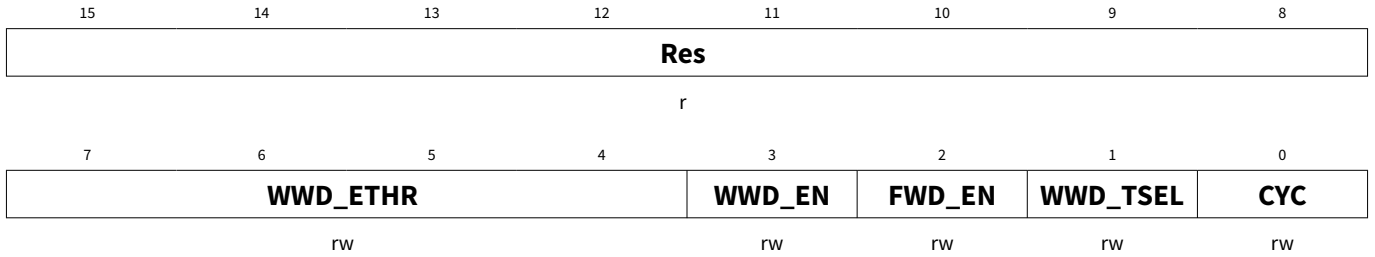 15 14 13 12 11 10 9 8
Res
r
7 6 5 4 3 2 1 0
WWD_ETHR WWD_EN FWD_EN WWD_TSEL CYC
rw rw rw rw rw